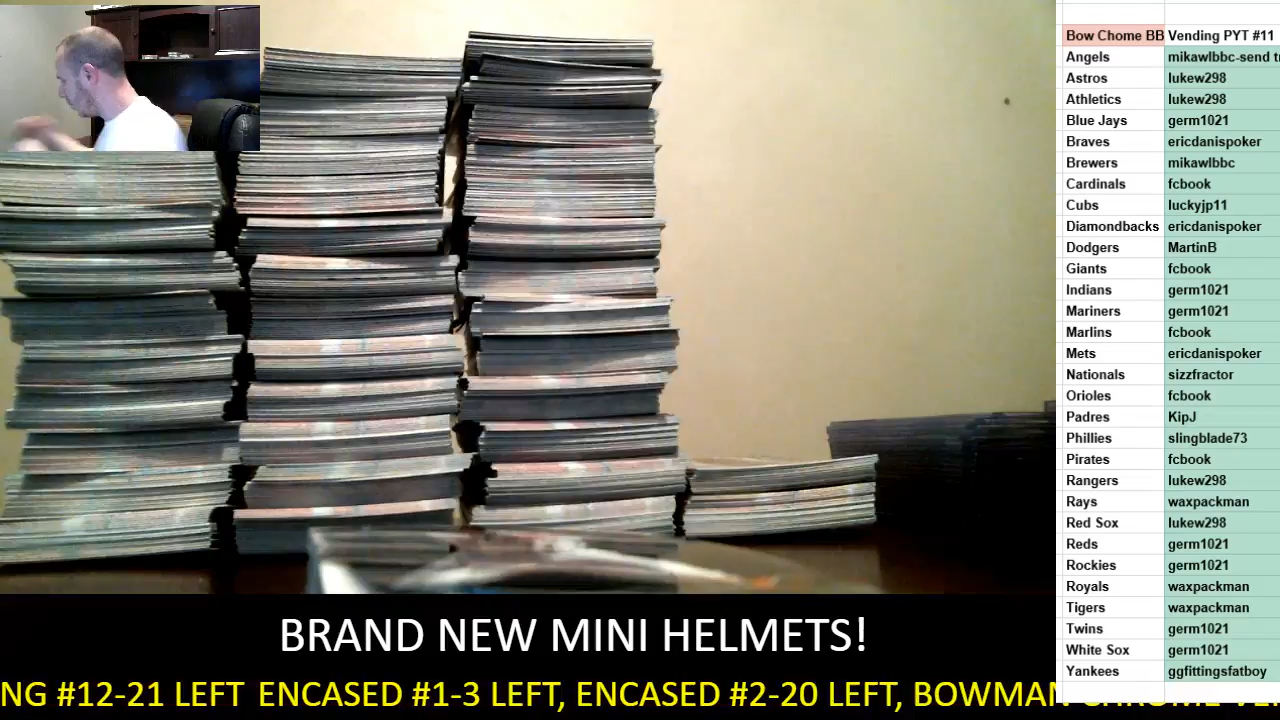 Bow Chome BB Vending PYT #11
Angels mikawlbbc-send
Astros lukew298
Athletics lukew298
Blue Jays germ1021
Braves ericdanispoker
Brewers mikawlbbc
Cardinals fcbook
Cubs luckyjp11
Diamondbacks ericdanispoker
Dodgers MartinB
Giants fcbook
Indians germ1021
Mariners germ1021
Marlins fcbook
Mets ericdanispoker
Nationals sizzfractor
Orioles fcbook
Padres KipJ
Phillies slingblade73
Pirates fcbook
Rangers lukew298
Rays waxpackman
Red Sox lukew298
Reds germ1021
Rockies germ1021
Royals waxpackman
Tigers waxpackman
Twins germ1021
White Sox germ1021
Yankees ggfittingsfatboy
BRAND NEW MINI HELMETS!
NG #12-21 LEFT ENCASED #1-3 LEFT, ENCASED #2-20 LEFT, BOWMAN